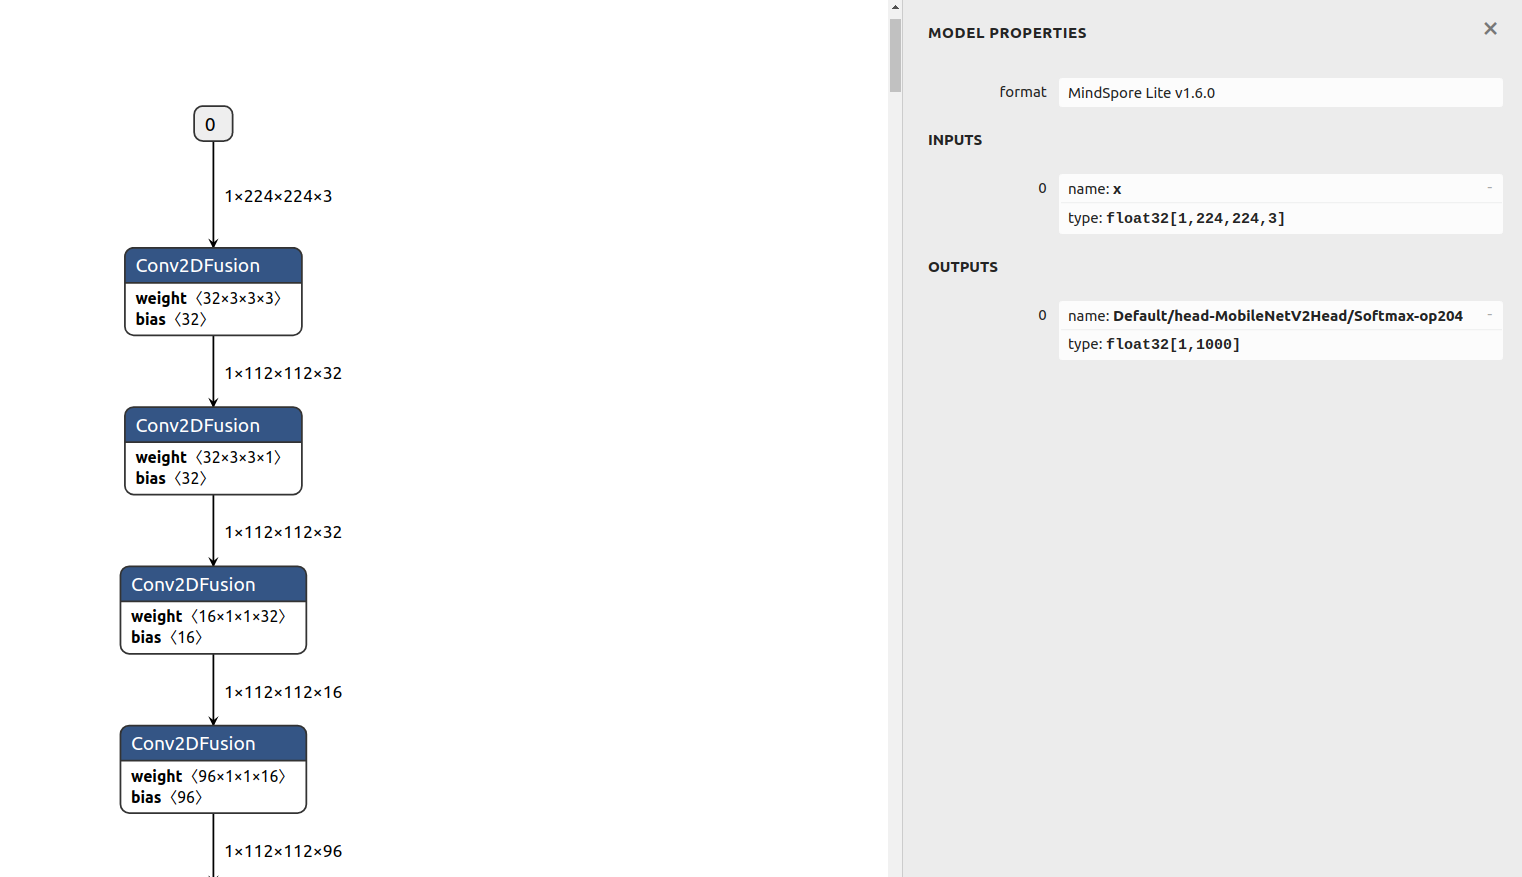 0
1×224×224×3
Conv2DFusion
weight 〈32×3×3×3〉
bias 〈32〉
1×112×112×32
Conv2DFusion
weight 〈32×3×3×1〉
bias 〈32〉
1×112×112×32
Conv2DFusion
weight 〈16×1×1×32〉
bias 〈16〉
1×112×112×16
Conv2DFusion
weight 〈96×1×1×16〉
bias 〈96〉
1×112×112×96
MODEL PROPERTIES ×
format MindSpore Lite v1.6.0
INPUTS
0 name: x -
type: float32[1,224,224,3]
OUTPUTS
0 name: Default/head-MobileNetV2Head/Softmax-op204 -
type: float32[1,1000]